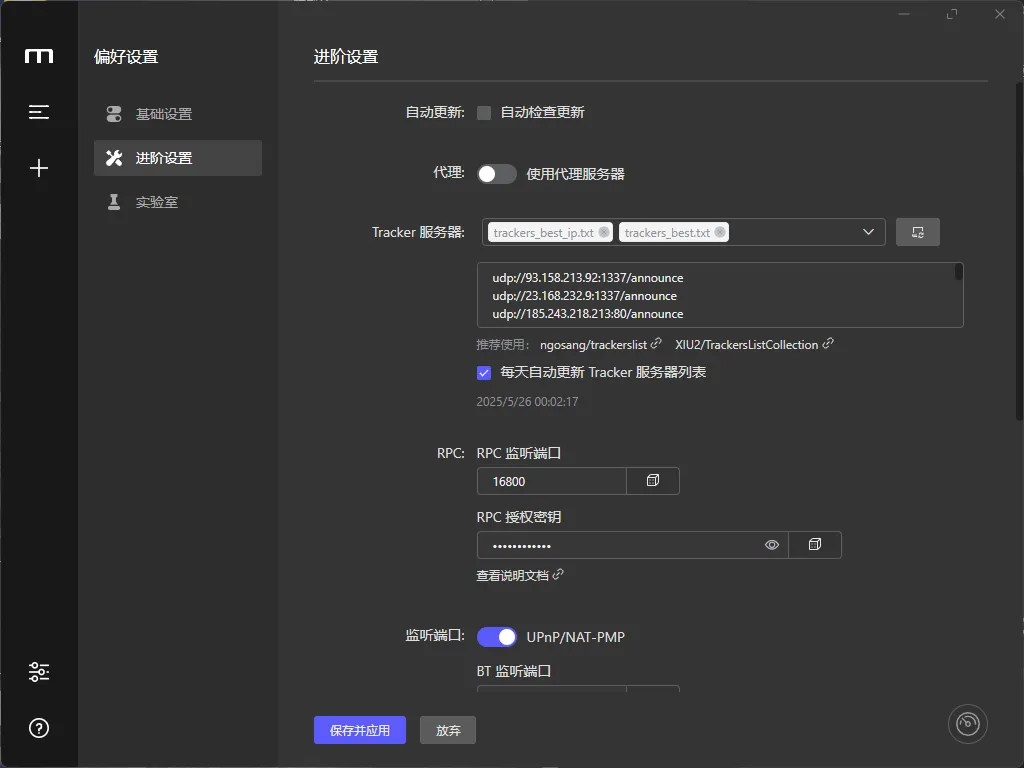 偏好设置
基础设置
进阶设置
实验室
进阶设置
自动更新: 自动检查更新
代理: 使用代理服务器
Tracker 服务器: trackers_best_ip.txt trackers_best.txt
udp://93.158.213.92:1337/announce
udp://23.168.232.9:1337/announce
udp://185.243.218.213:80/announce
推荐使用: ngosang/trackerslist XIU2/TrackersListCollection
每天自动更新 Tracker 服务器列表
2025/5/26 00:02:17
RPC: RPC 监听端口
16800
RPC 授权密钥
••••••••••••
查看说明文档
监听端口: UPnP/NAT-PMP
BT 监听端口
保存并应用 放弃